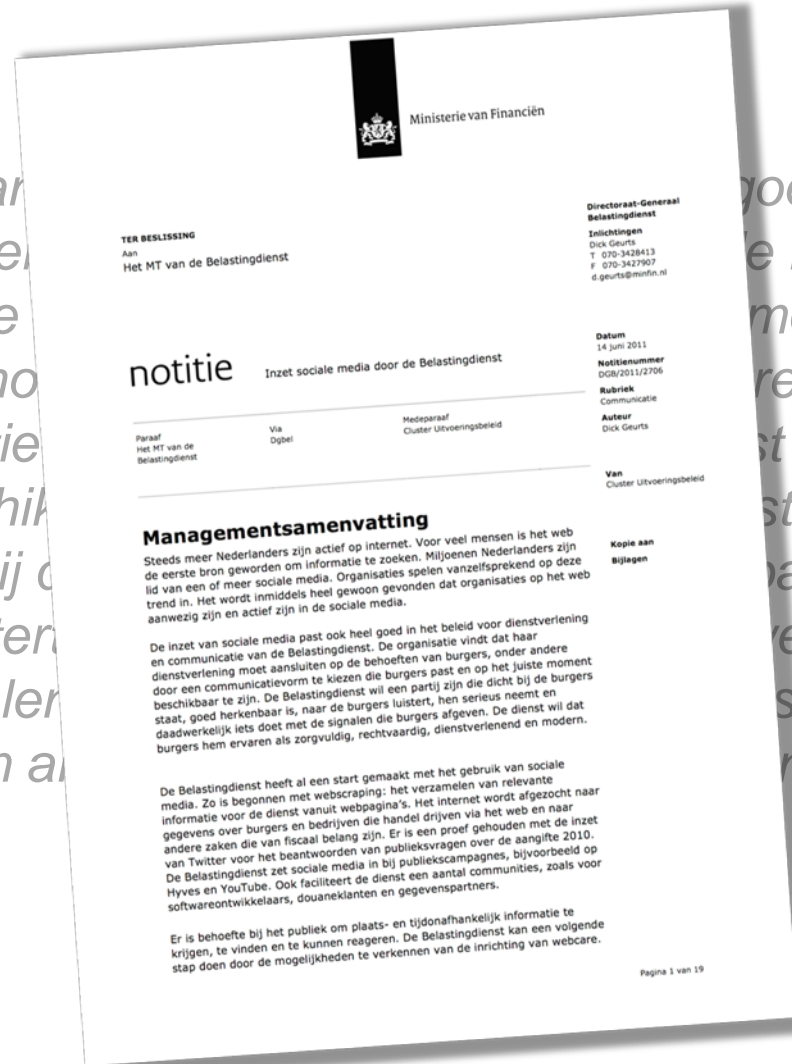 Ministerie van Financiën
TER BESLISSING
Aan
Het MT van de Belastingdienst
Directoraat-Generaal
Belastingdienst
Inlichtingen
Dick Geurts
T 070-3428413
F 070-3427907
d.geurts@minfin.nl
notitie
Inzet sociale media door de Belastingdienst
Datum
14 juni 2011
Notitienummer
DGB/2011/2706
Rubriek
Communicatie
Auteur
Dick Geurts
Van
Cluster Uitvoeringsbeleid
Kopie aan
Bijlagen
Paraaf
Het MT van de
Belastingdienst
Via
Dgbel
Medeparaaf
Cluster Uitvoeringsbeleid
Managementsamenvatting
Steeds meer Nederlanders zijn actief op internet. Voor veel mensen is het web
de eerste bron geworden om informatie te zoeken. Miljoenen Nederlanders zijn
lid van een of meer sociale media. Organisaties spelen vanzelfsprekend op deze
trend in. Het wordt inmiddels heel gewoon gevonden dat organisaties op het web
aanwezig zijn en actief zijn in de sociale media.
De inzet van sociale media past ook heel goed in het beleid voor dienstverlening
en communicatie van de Belastingdienst. De organisatie vindt dat haar
dienstverlening moet aansluiten op de behoeften van burgers, onder andere
door een communicatievorm te kiezen die burgers past en op het juiste moment
beschikbaar te zijn. De Belastingdienst wil een partij zijn die dicht bij de burgers
staat, goed herkenbaar is, naar de burgers luistert, hen serieus neemt en
daadwerkelijk iets doet met de signalen die burgers afgeven. De dienst wil dat
burgers hem ervaren als zorgvuldig, rechtvaardig, dienstverlenend en modern.
De Belastingdienst heeft al een start gemaakt met het gebruik van sociale
media. Zo is begonnen met webscraping: het verzamelen van relevante
informatie voor de dienst vanuit webpagina's. Het internet wordt afgezocht naar
gegevens over burgers en bedrijven die handel drijven via het web en naar
andere zaken die van fiscaal belang zijn. Er is een proef gehouden met de inzet
van Twitter voor het beantwoorden van publieksvragen over de aangifte 2010.
De Belastingdienst zet sociale media in bij publiekscampagnes, bijvoorbeeld op
Hyves en YouTube. Ook faciliteert de dienst een aantal communities, zoals voor
softwareontwikkelaars, douaneklanten en gegevenspartners.
Er is behoefte bij het publiek om plaats- en tijdonafhankelijk informatie te
krijgen, te vinden en te kunnen reageren. De Belastingdienst kan een volgende
stap doen door de mogelijkheden te verkennen van de inrichting van webcare.
Pagina 1 van 19